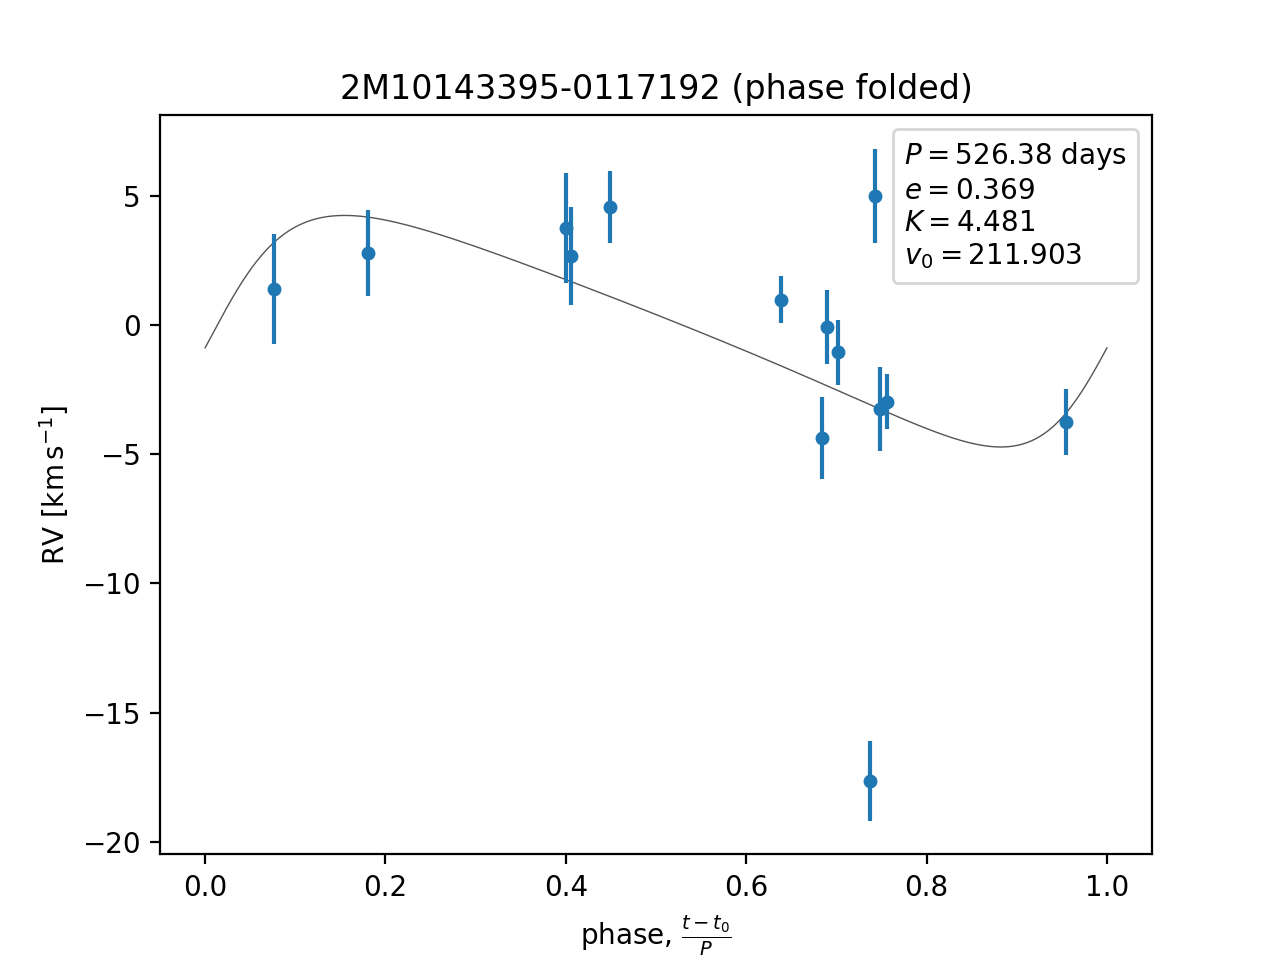 2M10143395-0117192 (phase folded)
P = 526.38 days
e = 0.369
K = 4.481
v₀ = 211.903
5
0
−5
−10
−15
−20
RV [km s⁻¹]
0.0 0.2 0.4 0.6 0.8 1.0
phase, (t − t₀)/P